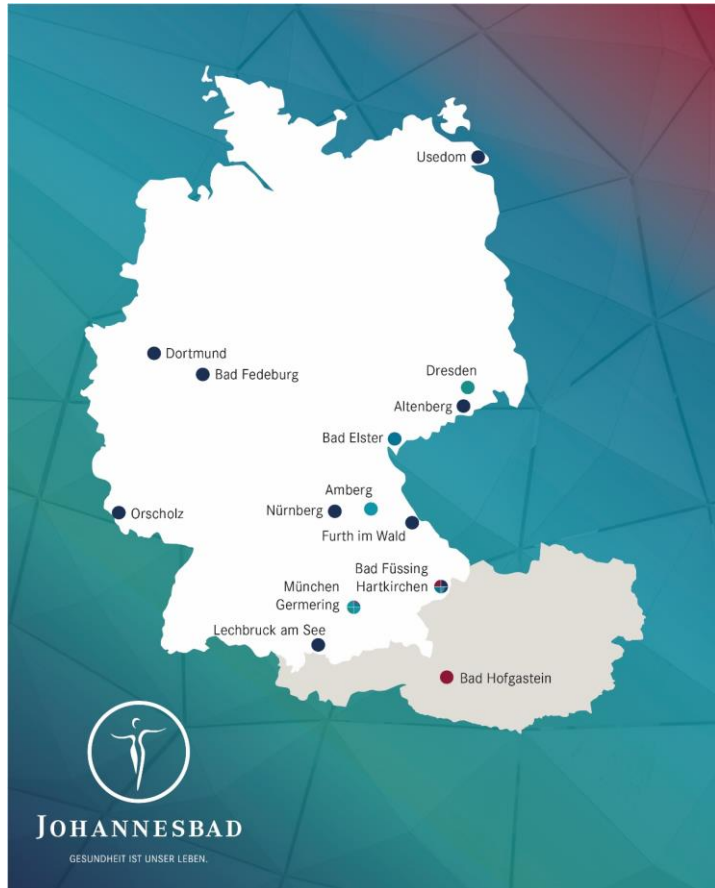 Usedom
Dortmund
Bad Fedeburg
Dresden
Altenberg
Bad Elster
Amberg
Nürnberg
Orscholz
Furth im Wald
Bad Füssing
Hartkirchen
München
Germering
Lechbruck am See
Bad Hofgastein
JOHANNESBAD
GESUNDHEIT IST UNSER LEBEN.